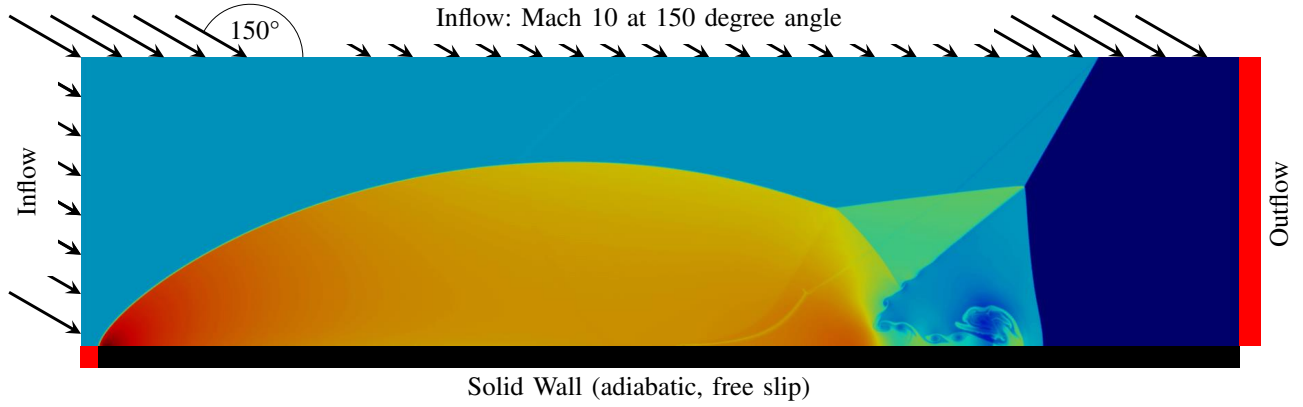 Inflow: Mach 10 at 150 degree angle
150°
Inflow
Outflow
Solid Wall (adiabatic, free slip)